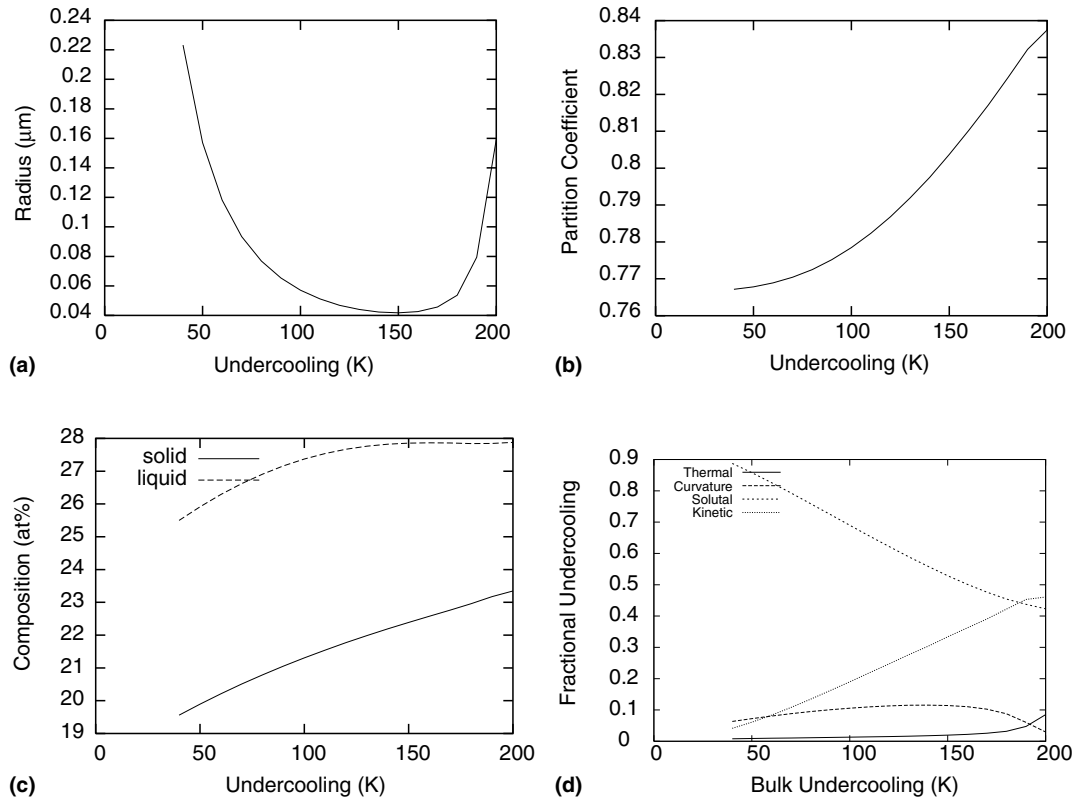 0.24
0.22
0.2
0.18
0.16
0.14
0.12
0.1
0.08
0.06
0.04
0 50 100 150 200
Radius (μm)
Undercooling (K)
(a)
0.84
0.83
0.82
0.81
0.8
0.79
0.78
0.77
0.76
0 50 100 150 200
Partition Coefficient
Undercooling (K)
(b)
28
27
26
25
24
23
22
21
20
19
0 50 100 150 200
solid
liquid
Composition (at%)
Undercooling (K)
(c)
0.9
0.8
0.7
0.6
0.5
0.4
0.3
0.2
0.1
0
0 50 100 150 200
Thermal
Curvature
Solutal
Kinetic
Fractional Undercooling
Bulk Undercooling (K)
(d)